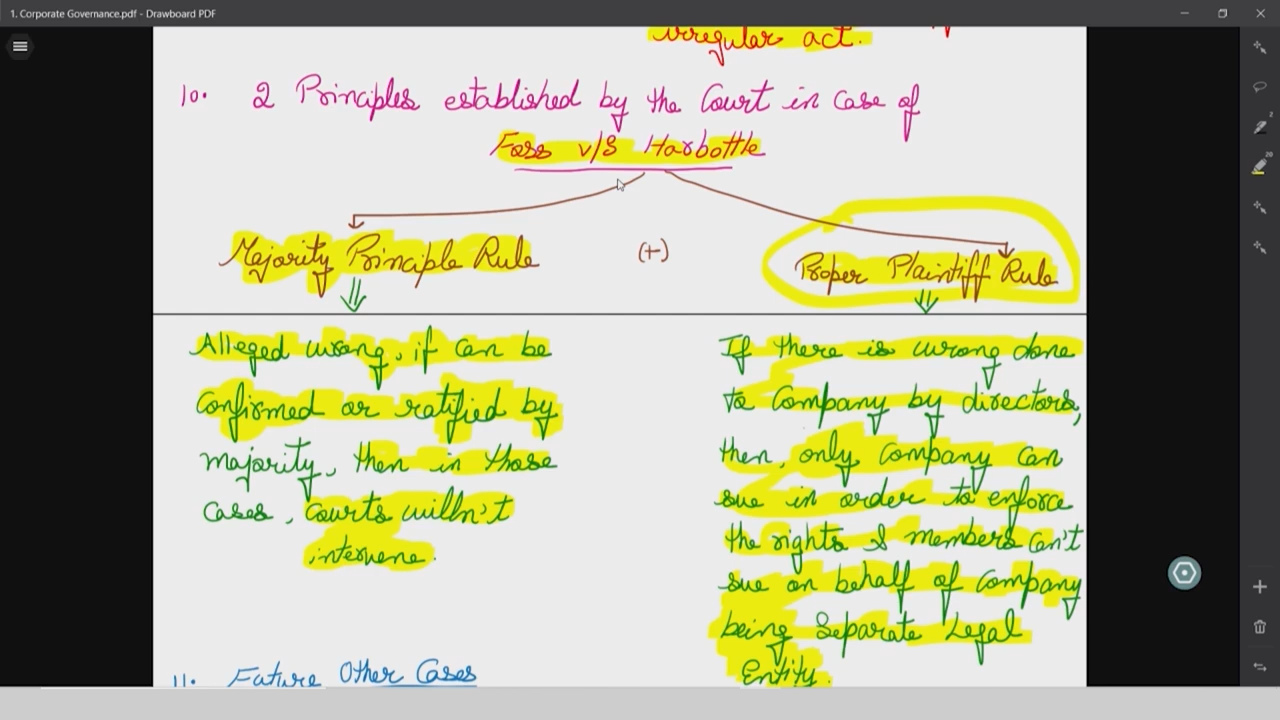 1. Corporate Governance.pdf - Drawboard PDF
irregular act.
10. 2 Principles established by the Court in case of
Foss v/s Harbottle
Majority Principle Rule (+) Proper Plaintiff Rule
Alleged wrong, if can be
confirmed or ratified by
majority, then in those
cases, courts willn't
intervene.
If there is wrong done
to Company by directors,
then, only Company can
sue in order to enforce
the rights & members can't
sue on behalf of Company
being Separate Legal
Entity.
11. Future Other Cases